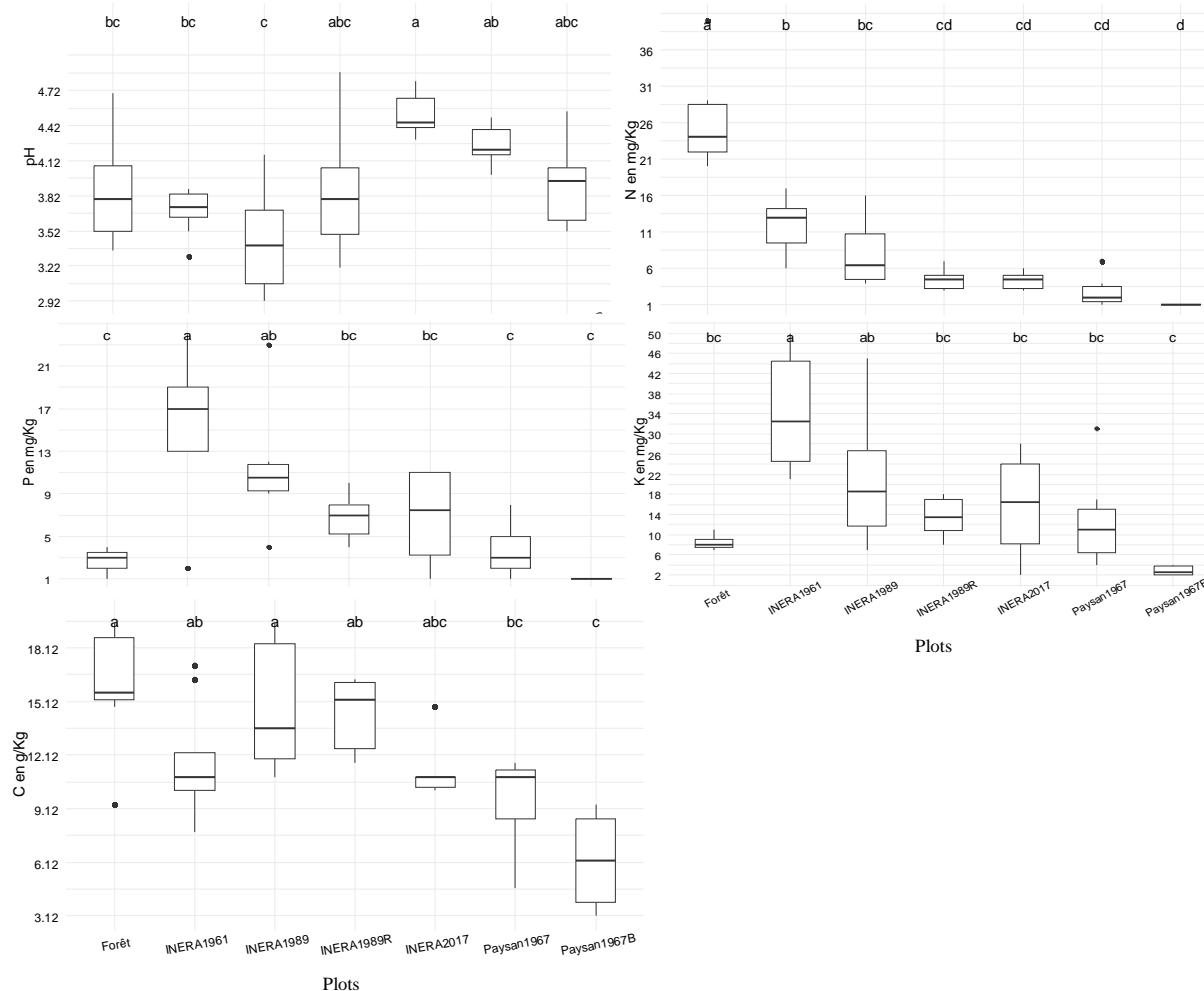 bc bc c abc a ab abc
pH
4.72
4.42
4.12
3.82
3.52
3.22
2.92
a b bc cd cd cd d
N en mg/Kg
36
31
26
21
16
11
6
1
c a ab bc bc c c
P en mg/Kg
21
17
13
9
5
1
bc a ab bc bc bc c
K en mg/Kg
50
46
42
38
34
30
26
22
18
14
10
6
2
Forêt INERA1961 INERA1989 INERA1989R INERA2017 Paysan1967 Paysan1967B
Plots
a ab a ab abc bc c
C en g/Kg
18.12
15.12
12.12
9.12
6.12
3.12
Forêt INERA1961 INERA1989 INERA1989R INERA2017 Paysan1967 Paysan1967B
Plots